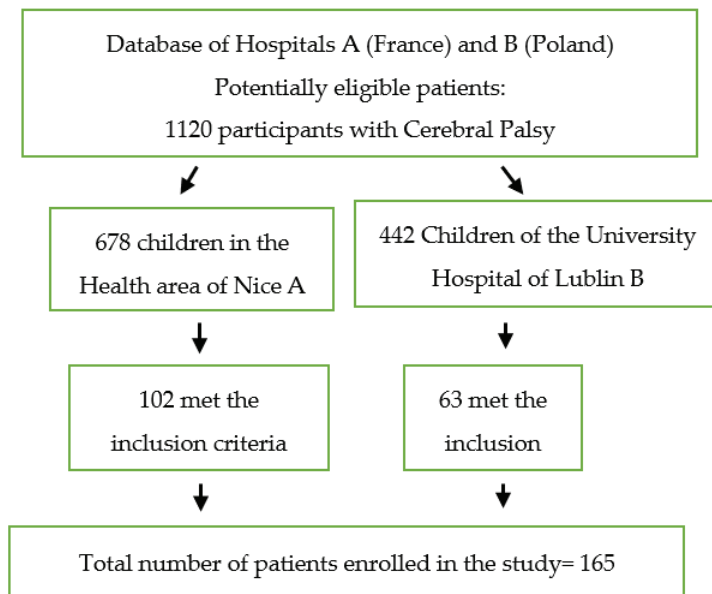 Database of Hospitals A (France) and B (Poland)
Potentially eligible patients:
1120 participants with Cerebral Palsy
678 children in the
Health area of Nice A
442 Children of the University
Hospital of Lublin B
102 met the
inclusion criteria
63 met the
inclusion
Total number of patients enrolled in the study= 165